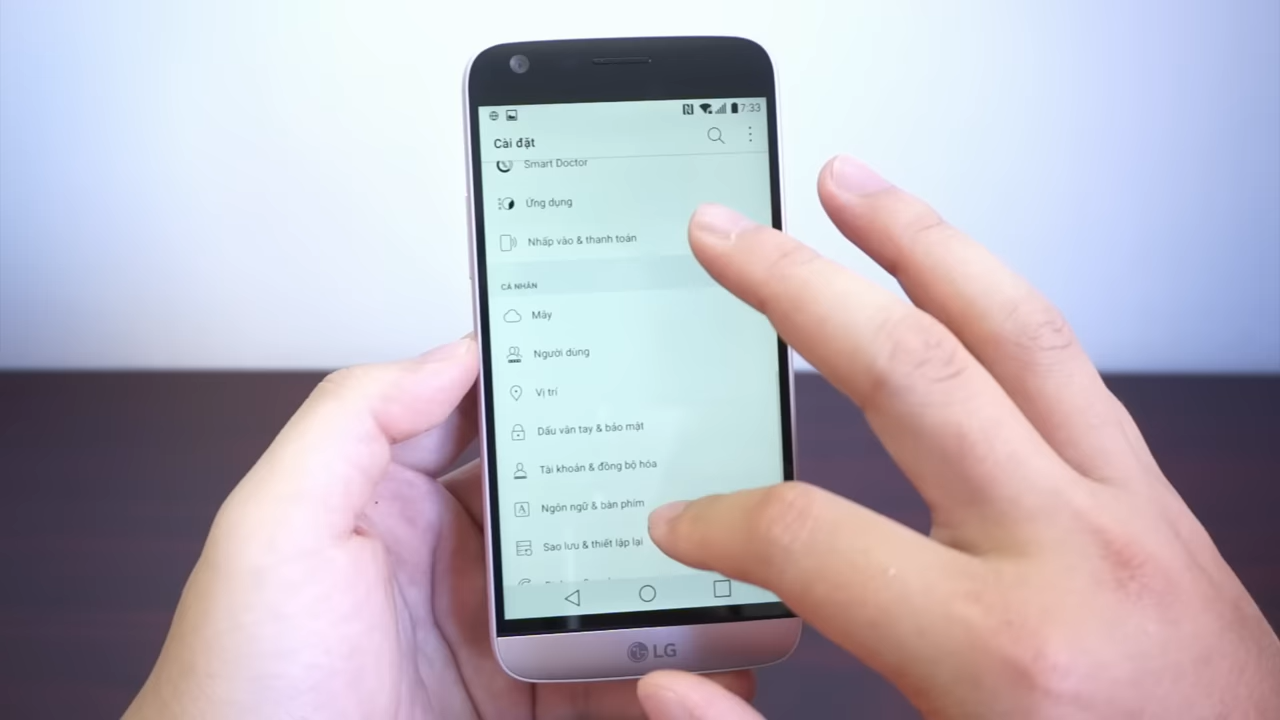 7:33
Cài đặt
Smart Doctor
Ứng dụng
Nhấp vào & thanh toán
CÁ NHÂN
Mây
Người dùng
Vị trí
Dấu vân tay & bảo mật
Tài khoản & đồng bộ hóa
Ngôn ngữ & bàn phím
Sao lưu & thiết lập lại
LG